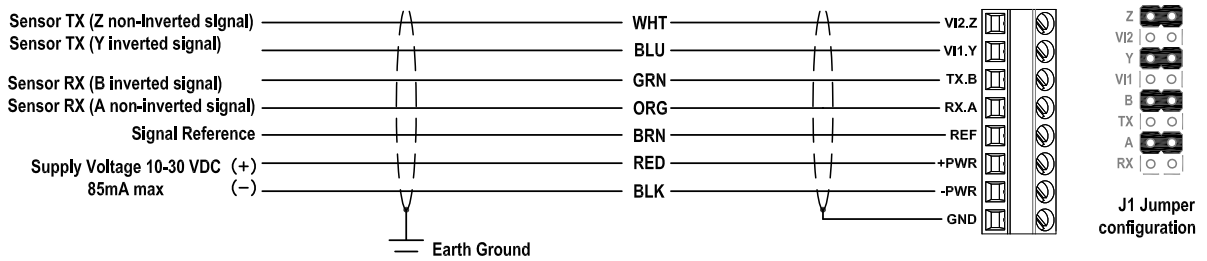 Sensor TX (Z non-Inverted signal) WHT VI2.Z
Sensor TX (Y inverted signal) BLU VI1.Y
Sensor RX (B inverted signal) GRN TX.B
Sensor RX (A non-inverted signal) ORG RX.A
Signal Reference BRN REF
Supply Voltage 10-30 VDC (+) RED +PWR
85mA max (−) BLK -PWR
GND
Earth Ground
Z
VI2
Y
VI1
B
TX
A
RX
J1 Jumper
configuration